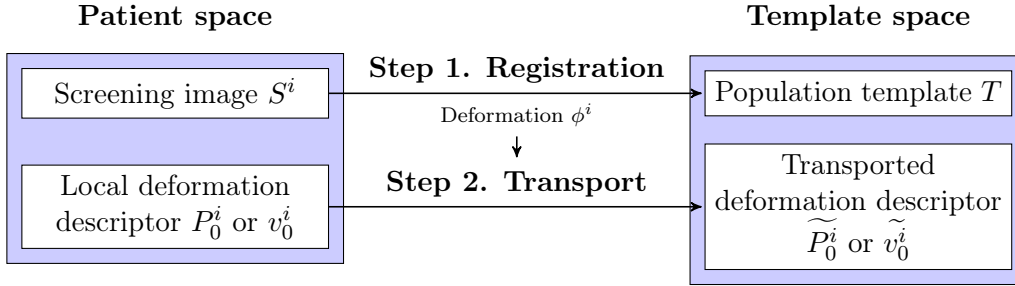 Patient space
Template space
Step 1. Registration
Screening image $S^i$
Population template $T$
Deformation $\phi^i$
Step 2. Transport
Local deformation
descriptor $P_0^i$ or $v_0^i$
Transported
deformation descriptor
$\widetilde{P_0^i}$ or $\widetilde{v_0^i}$